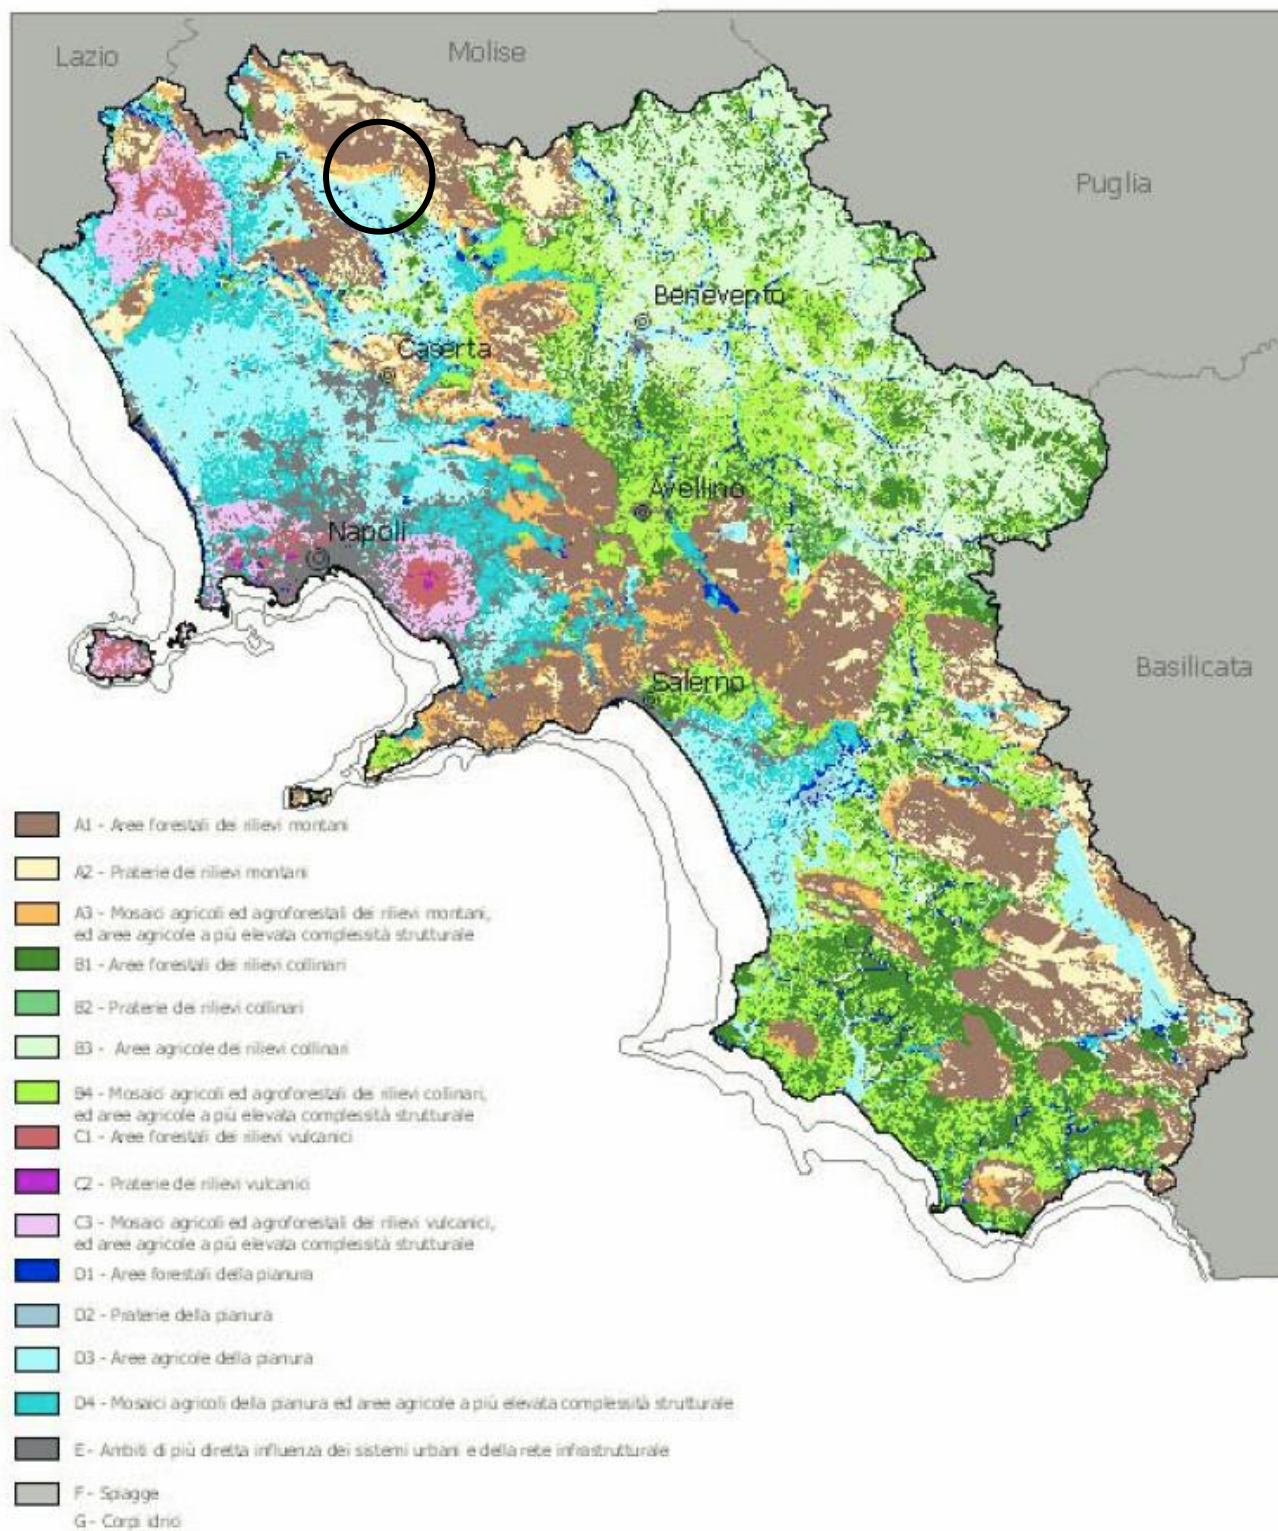 Lazio
Molise
Puglia
Benevento
Caserta
Avellino
Napoli
Salerno
Basilicata
A1 - Aree forestali dei rilievi montani
A2 - Praterie dei rilievi montani
A3 - Mosaici agricoli ed agroforestali dei rilievi montani,
ed aree agricole a più elevata complessità strutturale
B1 - Aree forestali dei rilievi collinari
B2 - Praterie dei rilievi collinari
B3 - Aree agricole dei rilievi collinari
B4 - Mosaici agricoli ed agroforestali dei rilievi collinari,
ed aree agricole a più elevata complessità strutturale
C1 - Aree forestali dei rilievi vulcanici
C2 - Praterie dei rilievi vulcanici
C3 - Mosaici agricoli ed agroforestali dei rilievi vulcanici,
ed aree agricole a più elevata complessità strutturale
D1 - Aree forestali della pianura
D2 - Praterie della pianura
D3 - Aree agricole della pianura
D4 - Mosaici agricoli della pianura ed aree agricole a più elevata complessità strutturale
E - Ambiti di più diretta influenza dei sistemi urbani e della rete infrastrutturale
F - Spiagge
G - Corpi idrici